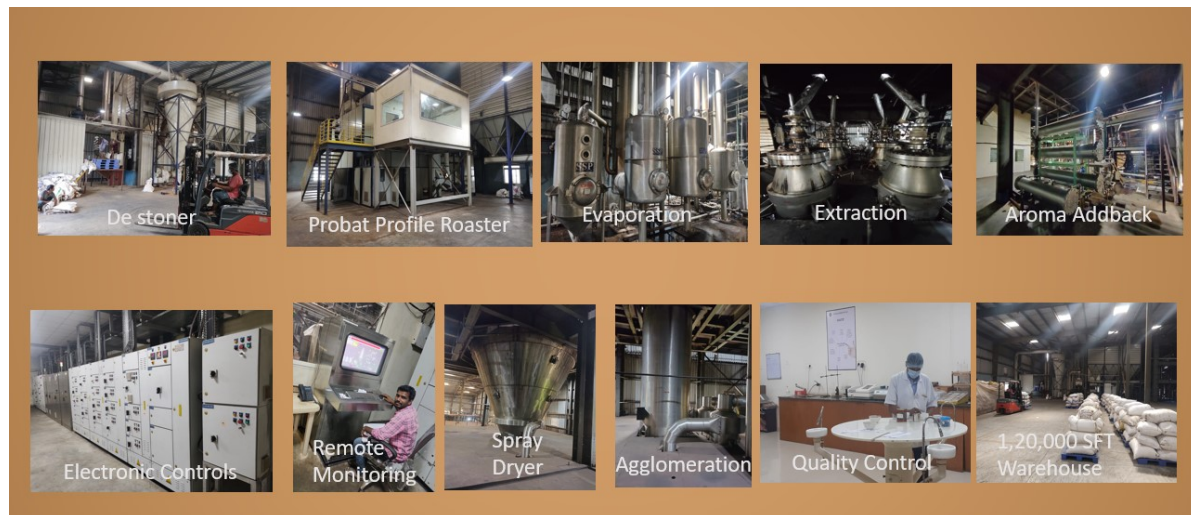 De stoner
Probat Profile Roaster
SSP
Evaporation
Extraction
Aroma Addback
Electronic Controls
Remote
Monitoring
Spray
Dryer
Agglomeration
Quality Control
1,20,000 SFT
Warehouse